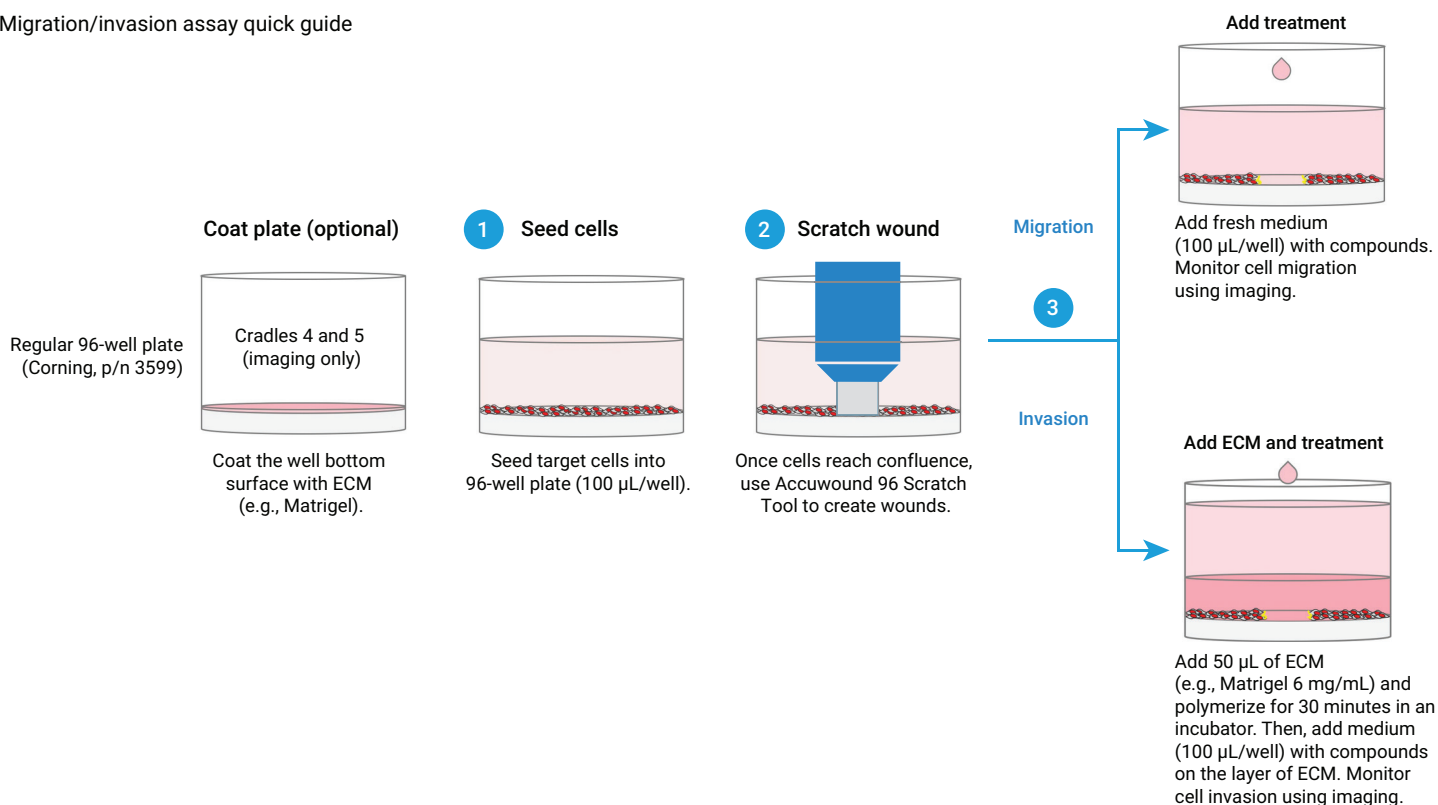 Migration/invasion assay quick guide
Regular 96-well plate
(Corning, p/n 3599)
Coat plate (optional)
Cradles 4 and 5
(imaging only)
Coat the well bottom
surface with ECM
(e.g., Matrigel).
1 Seed cells
Seed target cells into
96-well plate (100 µL/well).
2 Scratch wound
Once cells reach confluence,
use Accuwound 96 Scratch
Tool to create wounds.
Migration
3
Invasion
Add treatment
Add fresh medium
(100 µL/well) with compounds.
Monitor cell migration
using imaging.
Add ECM and treatment
Add 50 µL of ECM
(e.g., Matrigel 6 mg/mL) and
polymerize for 30 minutes in an
incubator. Then, add medium
(100 µL/well) with compounds
on the layer of ECM. Monitor
cell invasion using imaging.